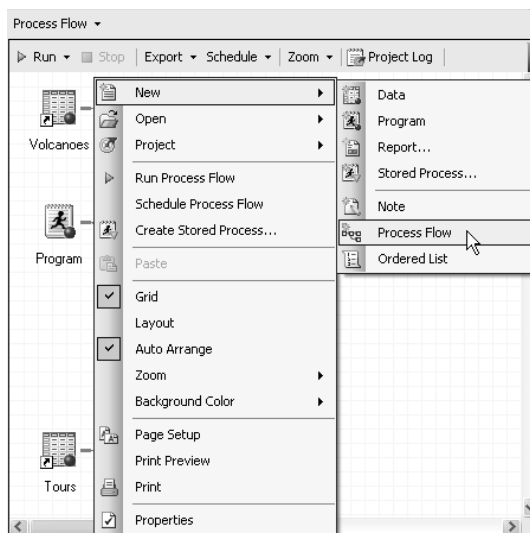 Process Flow
Run Stop Export Schedule Zoom Project Log
Volcanoes
Program
Tours
New
Open
Project
Run Process Flow
Schedule Process Flow
Create Stored Process...
Paste
Grid
Layout
Auto Arrange
Zoom
Background Color
Page Setup
Print Preview
Print
Properties
Data
Program
Report...
Stored Process...
Note
Process Flow
Ordered List